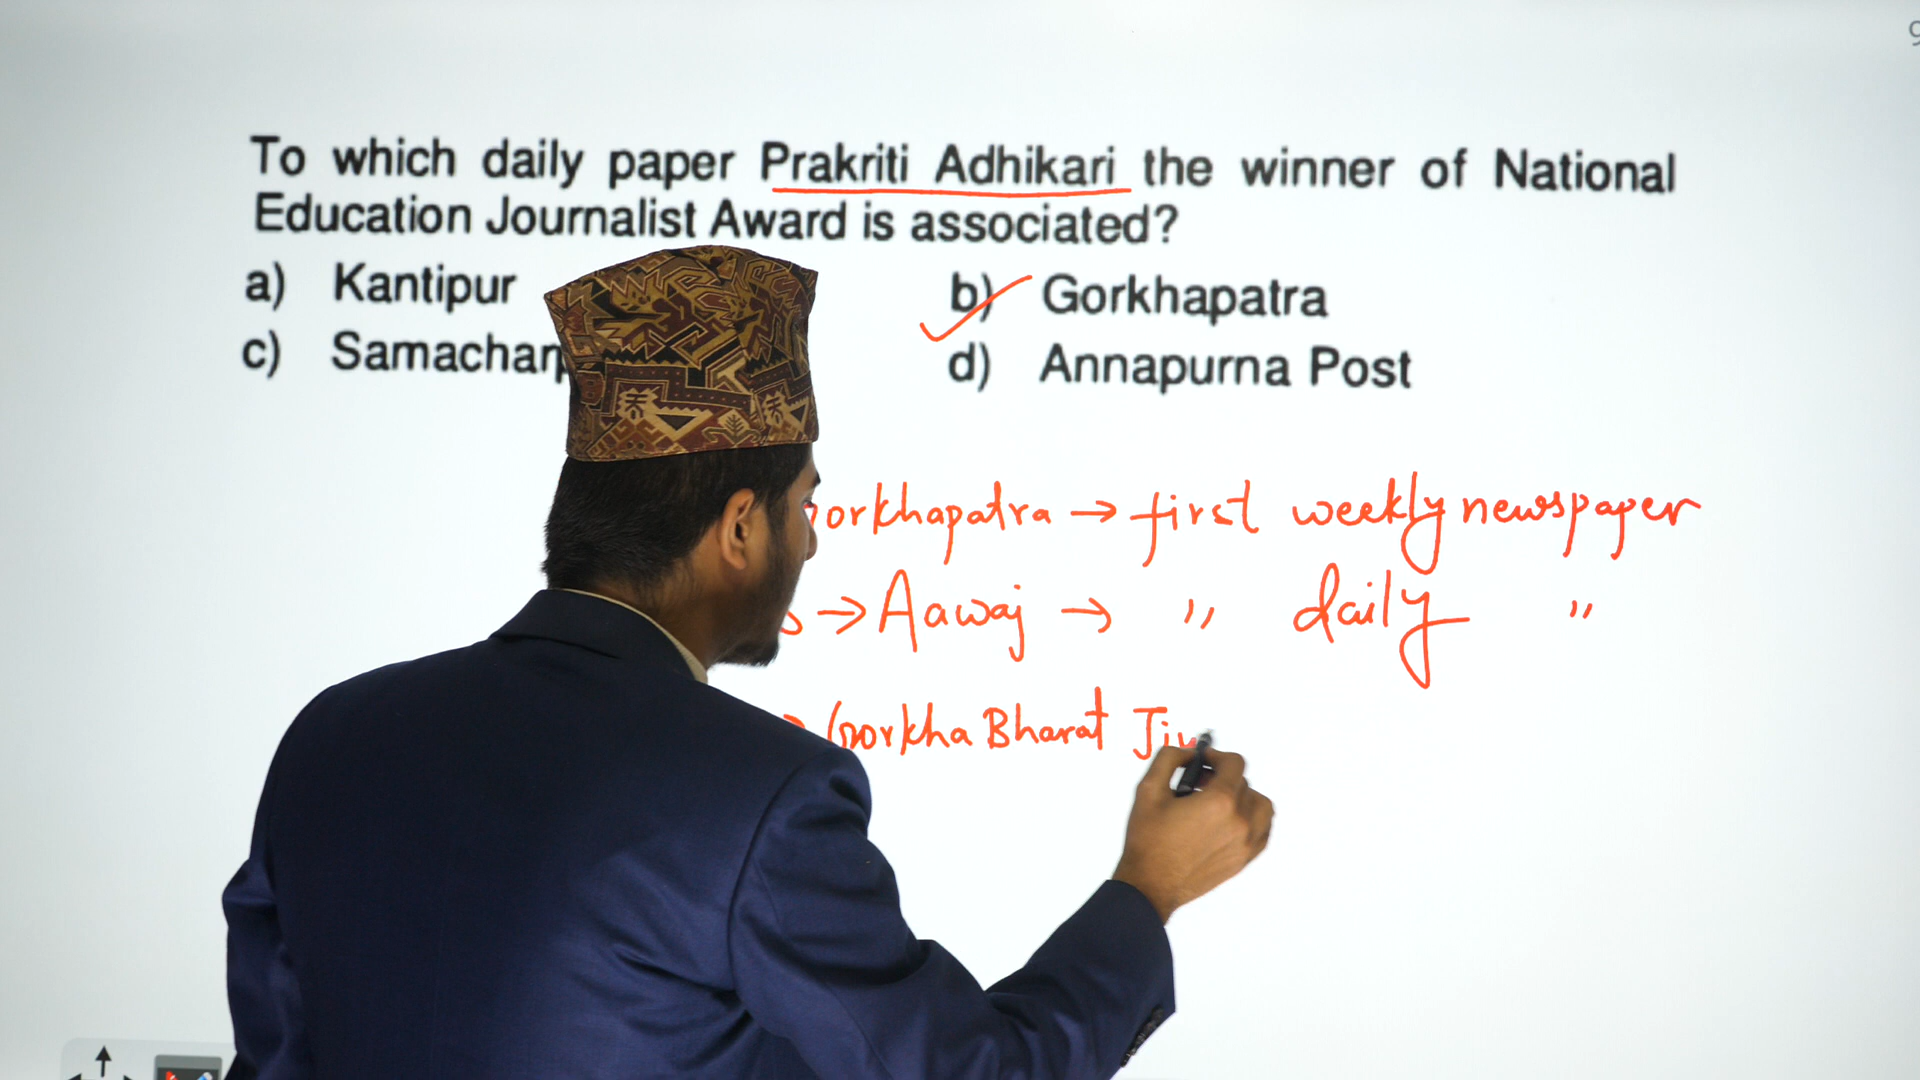 To which daily paper Prakriti Adhikari the winner of National
Education Journalist Award is associated?
a) Kantipur b) Gorkhapatra
c) d) Annapurna Post
orkhapatra → first weekly newspaper
→ Aawaj → " daily "
→ Gorkha Bharat